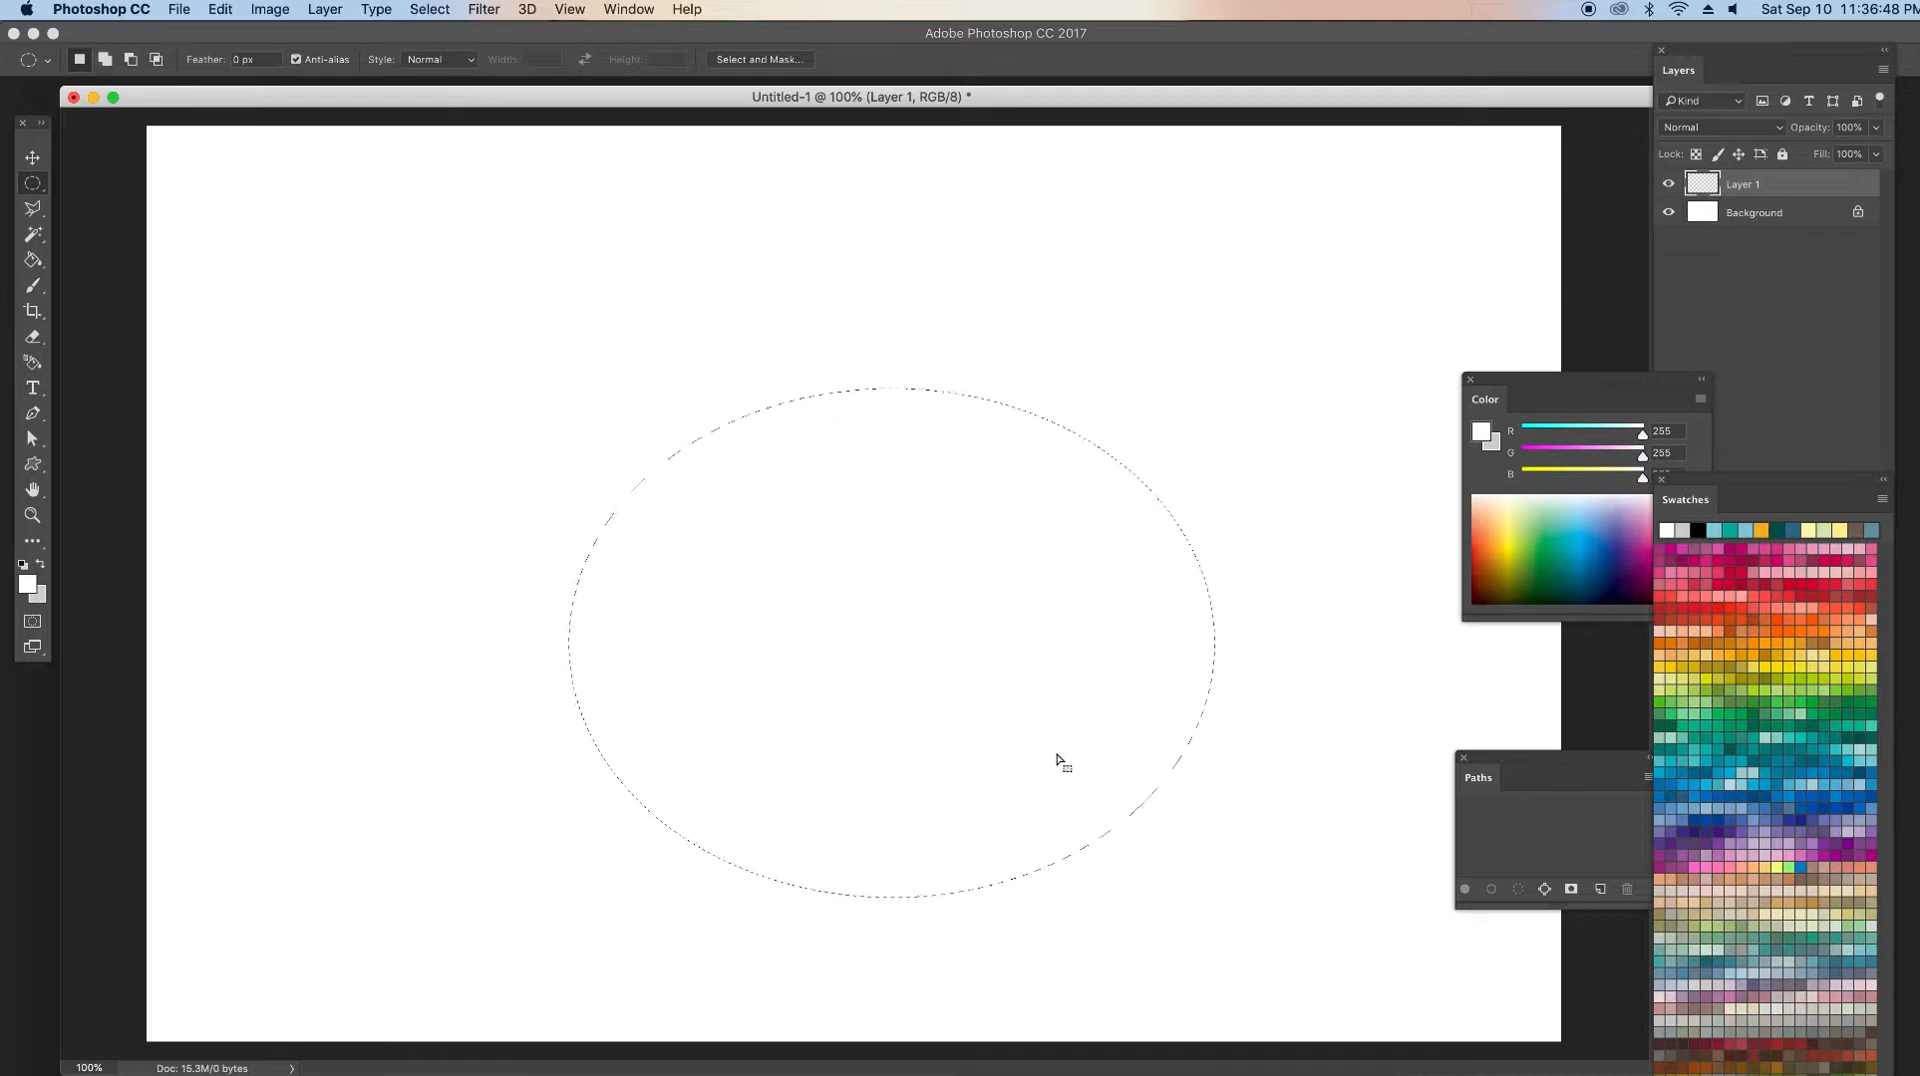 Photoshop CC File Edit Image Layer Type Select Filter 3D View Window Help Sat Sep 10 11:36:48 PM
Adobe Photoshop CC 2017
Feather: 0 px Anti-alias Style: Normal Width: Height: Select and Mask...
Layers
Untitled-1 @ 100% (Layer 1, RGB/8) *
Kind
Normal Opacity: 100%
Lock: Fill: 100%
Layer 1
Background
Color
R 255
G 255
B
Swatches
Paths
100% Doc: 15.3M/0 bytes